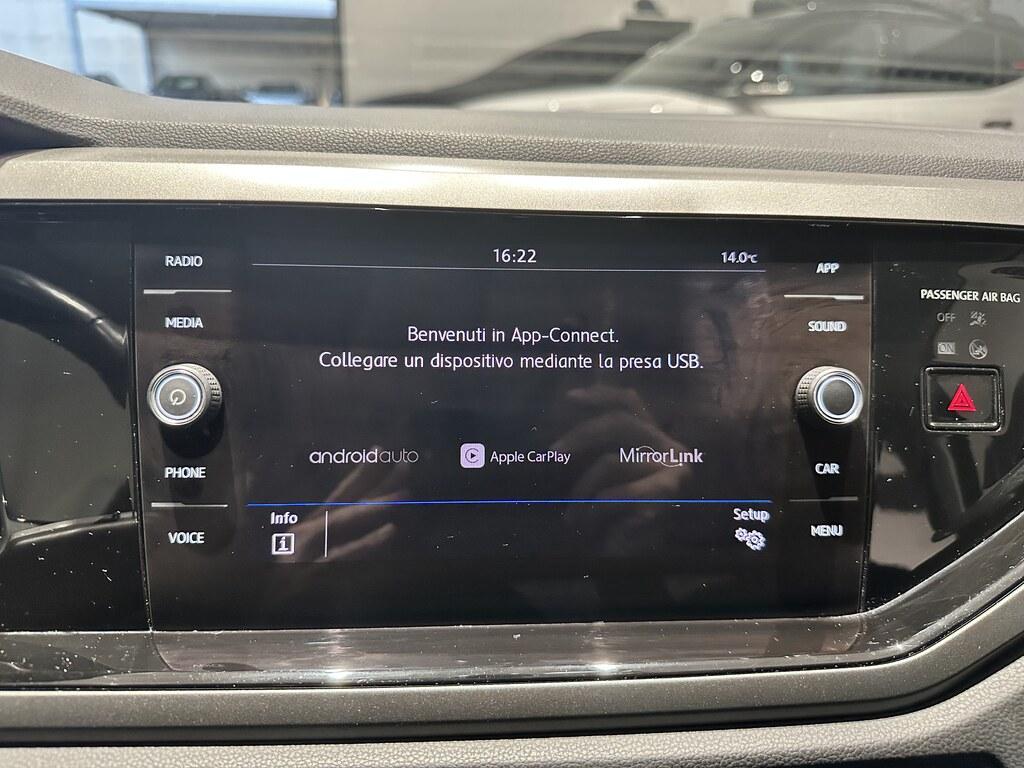 RADIO
MEDIA
PHONE
VOICE
16:22
14.0°C
Benvenuti in App-Connect.
Collegare un dispositivo mediante la presa USB.
androidauto
Apple CarPlay
MirrorLink
Info
i
Setup
APP
SOUND
CAR
MENU
PASSENGER AIR BAG
OFF
ON